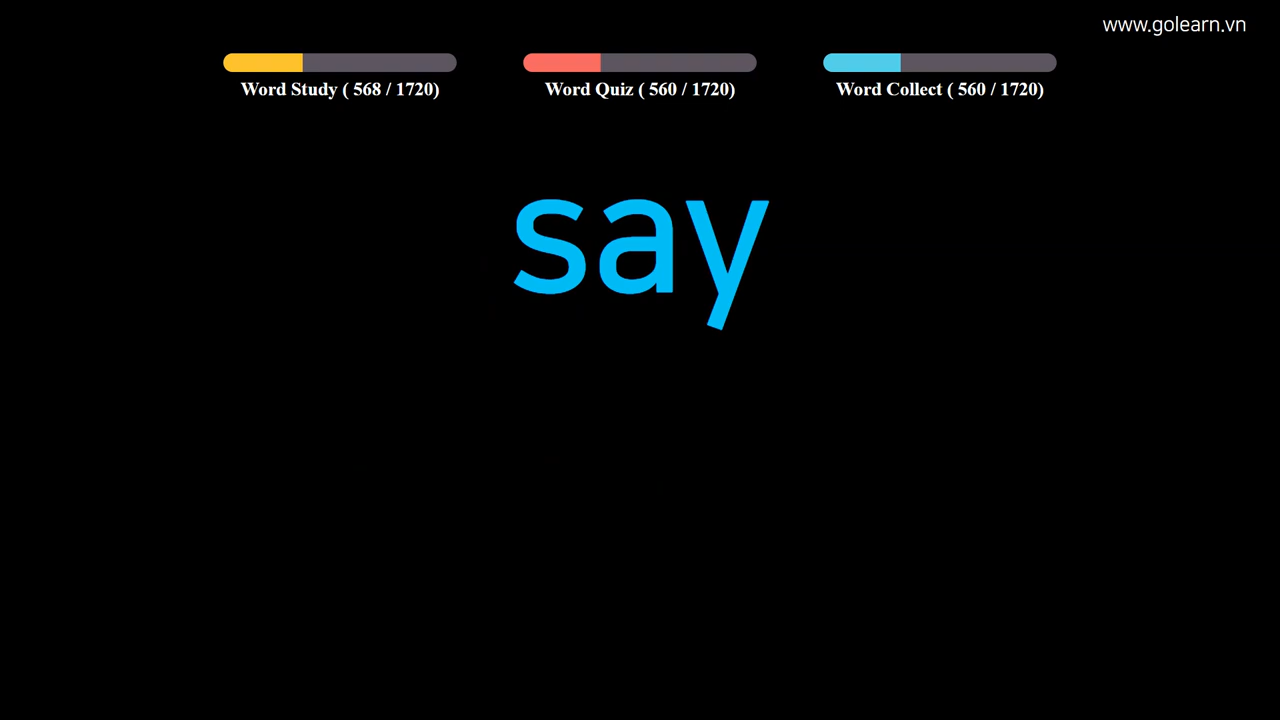 www.golearn.vn
Word Study ( 568 / 1720)
Word Quiz ( 560 / 1720)
Word Collect ( 560 / 1720)
say